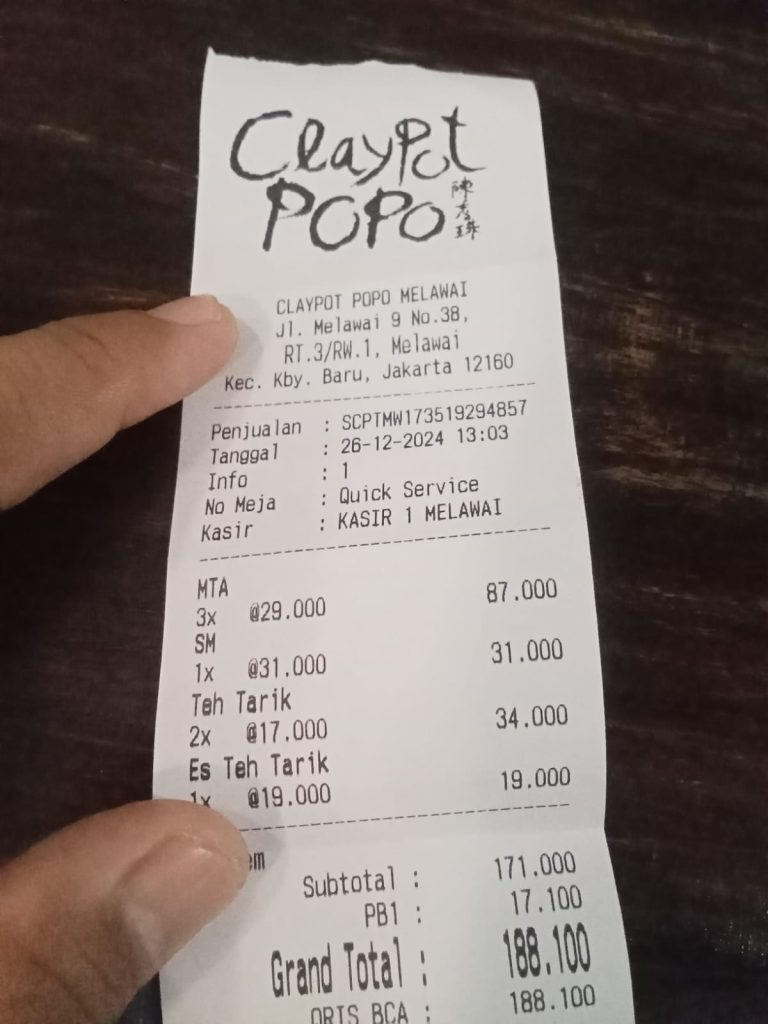 Claypot
POPO
CLAYPOT POPO MELAWAI
Jl. Melawai 9 No.38,
RT.3/RW.1, Melawai
Kec. Kby. Baru, Jakarta 12160
Penjualan : SCPTMW173519294857
Tanggal : 26-12-2024 13:03
Info : 1
No Meja : Quick Service
Kasir : KASIR 1 MELAWAI
MTA
3x @29.000 87.000
SM
1x @31.000 31.000
Teh Tarik
2x @17.000 34.000
Es Teh Tarik
1x @19.000 19.000
Subtotal : 171.000
PB1 : 17.100
Grand Total : 188.100
QRIS BCA : 188.100